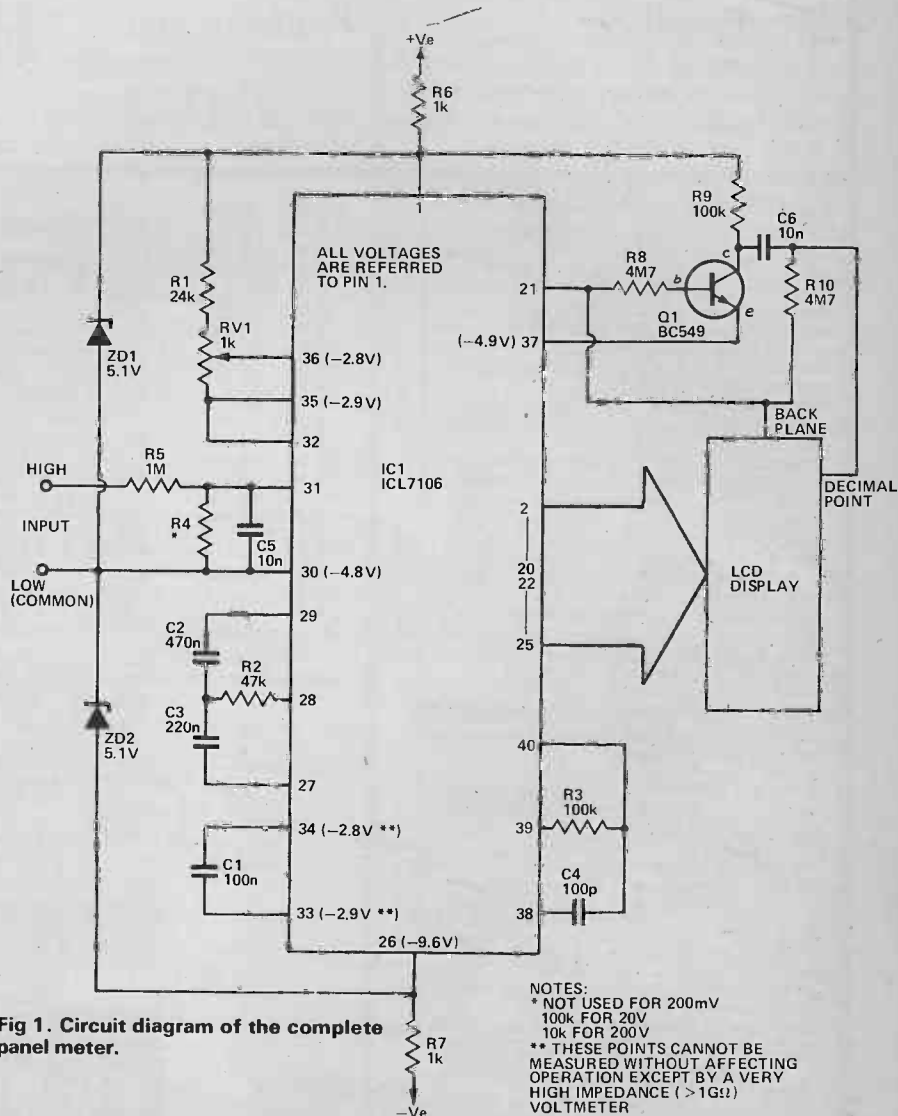 +Ve
R6
1k
1
R9
100k
C6
10n
c
ALL VOLTAGES
ARE REFERRED
TO PIN 1.
R8
4M7
b
R10
4M7
21
e
R1
24k
Q1
BC549
RV1
1k
(−4.9V) 37
36 (−2.8V)
ZD1
5.1V
35 (−2.9V)
BACK
PLANE
32
R5
1M
IC1
ICL7106
HIGH
31
DECIMAL
POINT
INPUT
R4
*
C5
10n
2
LOW
(COMMON)
30 (−4.8V)
20
22
LCD
DISPLAY
29
C2
470n
25
R2
47k
28
C3
220n
ZD2
5.1V
40
27
R3
100k
34 (−2.8V **)
39
C1
100n
C4
100p
33 (−2.9V **)
38
26 (−9.6V)
Fig 1. Circuit diagram of the complete
panel meter.
R7
1k
−Ve
NOTES:
* NOT USED FOR 200mV
100k FOR 20V
10k FOR 200V
** THESE POINTS CANNOT BE
MEASURED WITHOUT AFFECTING
OPERATION EXCEPT BY A VERY
HIGH IMPEDANCE (>1GΩ)
VOLTMETER